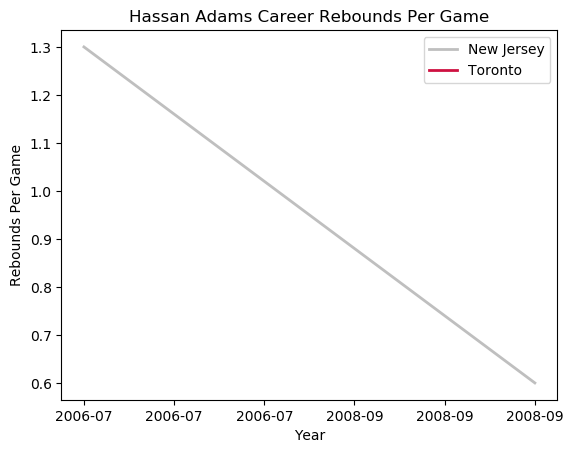 Hassan Adams Career Rebounds Per Game
New Jersey
Toronto
1.3
1.2
1.1
1.0
0.9
0.8
0.7
0.6
Rebounds Per Game
2006-07 2006-07 2006-07 2008-09 2008-09 2008-09
Year